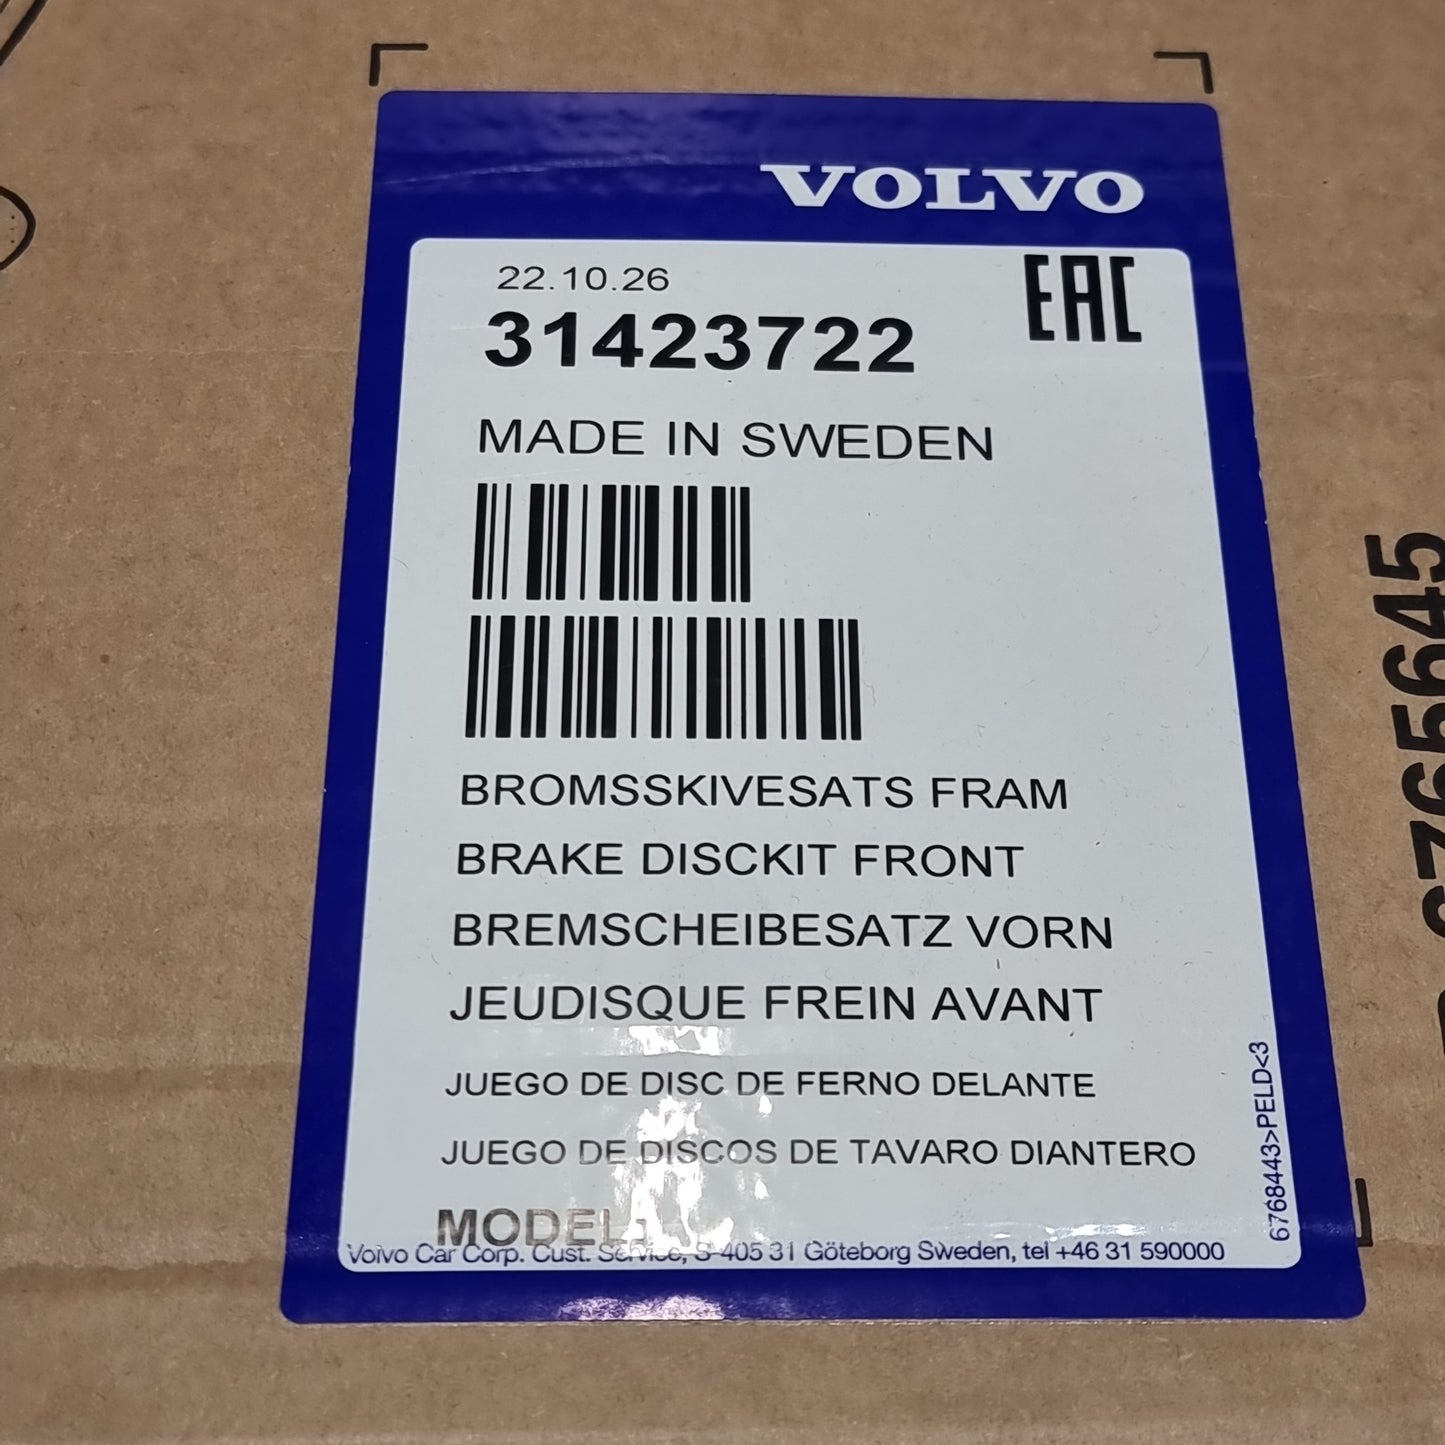 VOLVO
22.10.26
EAC
31423722
MADE IN SWEDEN
BROMSSKIVESATS FRAM
BRAKE DISCKIT FRONT
BREMSCHEIBESATZ VORN
JEUDISQUE FREIN AVANT
JUEGO DE DISC DE FERNO DELANTE
JUEGO DE DISCOS DE TAVARO DIANTERO
MODEL
Volvo Car Corp. Cust. Service, S-405 31 Göteborg Sweden, tel +46 31 590000
6768443>PELD<3
6765645